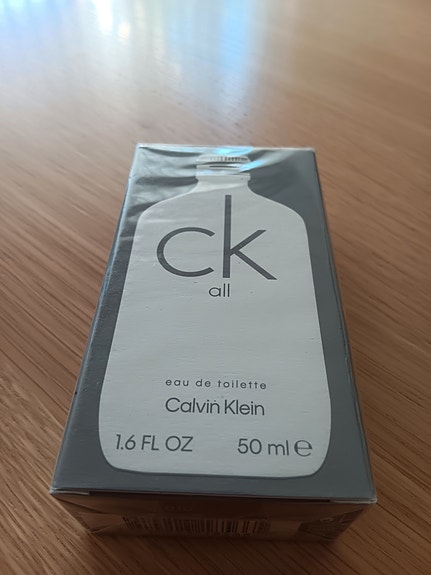 ck
all
eau de toilette
Calvin Klein
1.6 FL OZ 50 ml ℮